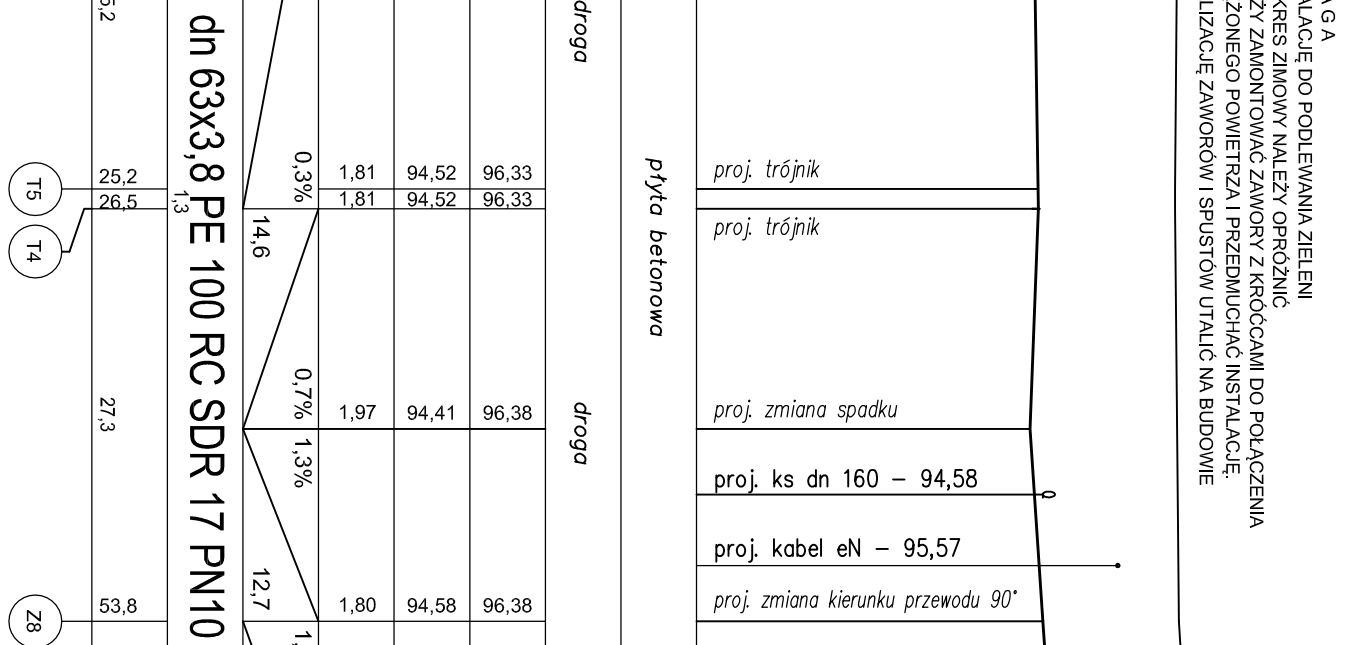 A G A
ALACJĘ DO PODLEWANIA ZIELENI
KRES ZIMOWY NALEŻY OPRÓŻNIĆ
ŻY ZAMONTOWAĆ ZAWORY Z KRÓĆCAMI DO POŁĄCZENIA
ŻONEGO POWIETRZA I PRZEDMUCHAĆ INSTALACJĘ.
LIZACJĘ ZAWORÓW I SPUSTÓW UTALIĆ NA BUDOWIE
proj. trójnik
proj. trójnik
proj. zmiana spadku
proj. ks dn 160 – 94,58
proj. kabel eN – 95,57
proj. zmiana kierunku przewodu 90°
płyta betonowa
droga
droga
96,33
96,33
96,38
96,38
94,52
94,52
94,41
94,58
1,81
1,81
1,97
1,80
0,3%
0,7%
1,3%
1,
14,6
12,7
dn 63x3,8 PE 100 RC SDR 17 PN10
1,3
5,2
25,2
26,5
27,3
53,8
T5
T4
Z8